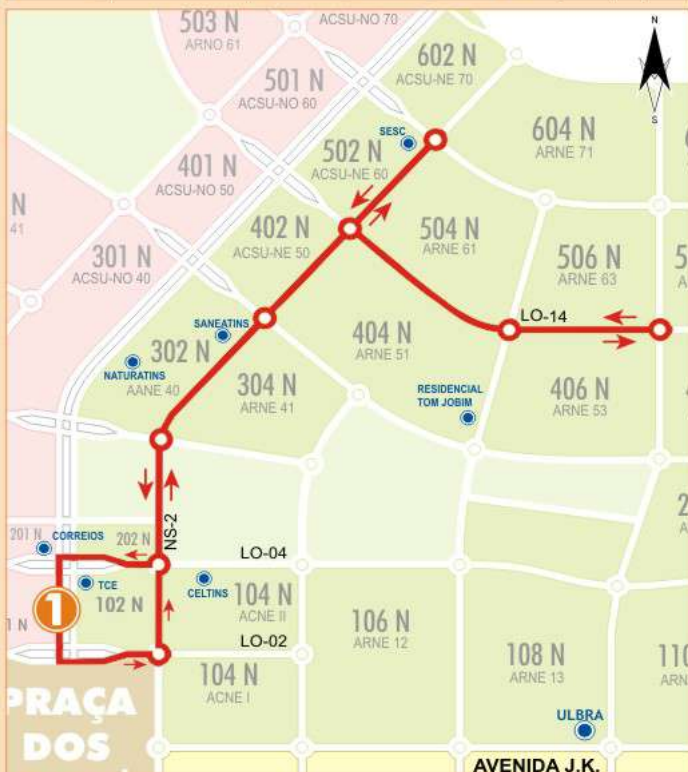 503 N
ARNO 61
ACSU-NO 70
602 N
ACSU-NE 70
N
S
501 N
ACSU-NO 60
SESC
604 N
ARNE 71
502 N
ACSU-NE 60
401 N
ACSU-NO 50
N
41
402 N
ACSU-NE 50
504 N
ARNE 61
301 N
ACSU-NO 40
506 N
ARNE 63
SANEATINS
LO-14
302 N
NATURATINS
AANE 40
404 N
ARNE 51
304 N
ARNE 41
RESIDENCIAL
TOM JOBIM
406 N
ARNE 53
NS-2
201 N
CORREIOS
202 N
LO-04
TCE
CELTINS
1
102 N
104 N
ACNE II
106 N
ARNE 12
1 N
LO-02
108 N
ARNE 13
110
ARN
104 N
ACNE I
PRAÇA
DOS
ULBRA
AVENIDA J.K.